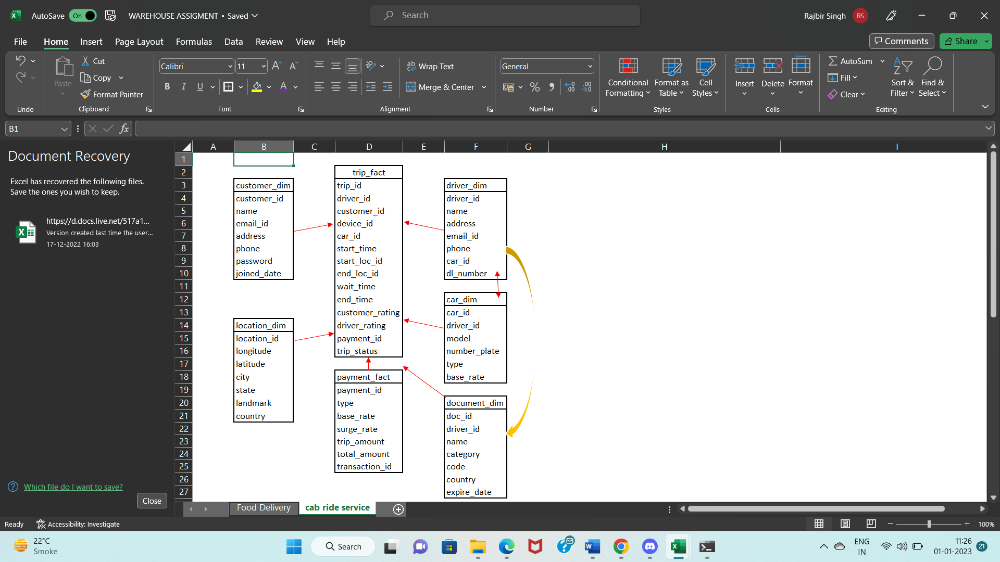 AutoSave On WAREHOUSE ASSIGMENT • Saved Search Rajbir Singh RS
File Home Insert Page Layout Formulas Data Review View Help Comments Share
Paste Cut Copy Format Painter
Calibri 11 B I U A A A
ab Wrap Text Merge & Center
General % 9 .00
Conditional Formatting Format as Table Cell Styles
Insert Delete Format
AutoSum Fill Clear Sort & Filter Find & Select
Undo Clipboard Font Alignment Number Styles Cells Editing
B1 fx
Document Recovery
Excel has recovered the following files.
Save the ones you wish to keep.
https://d.docs.live.net/517a1...
Version created last time the user...
17-12-2022 16:03
Which file do I want to save?
Close
A B C D E F G H I
1
2
3
4
5
6
7
8
9
10
11
12
13
14
15
16
17
18
19
20
21
22
23
24
25
26
27
customer_dim
customer_id
name
email_id
address
phone
password
joined_date
location_dim
location_id
longitude
latitude
city
state
landmark
country
trip_fact
trip_id
driver_id
customer_id
device_id
car_id
start_time
start_loc_id
end_loc_id
wait_time
end_time
customer_rating
driver_rating
payment_id
trip_status
payment_fact
payment_id
type
base_rate
surge_rate
trip_amount
total_amount
transaction_id
driver_dim
driver_id
name
address
email_id
phone
car_id
dl_number
car_dim
car_id
driver_id
model
number_plate
type
base_rate
document_dim
doc_id
driver_id
name
category
code
country
expire_date
Food Delivery cab ride service
Ready Accessibility: Investigate 100%
22°C
Smoke
Search
ENG
IN
11:26
01-01-2023
21